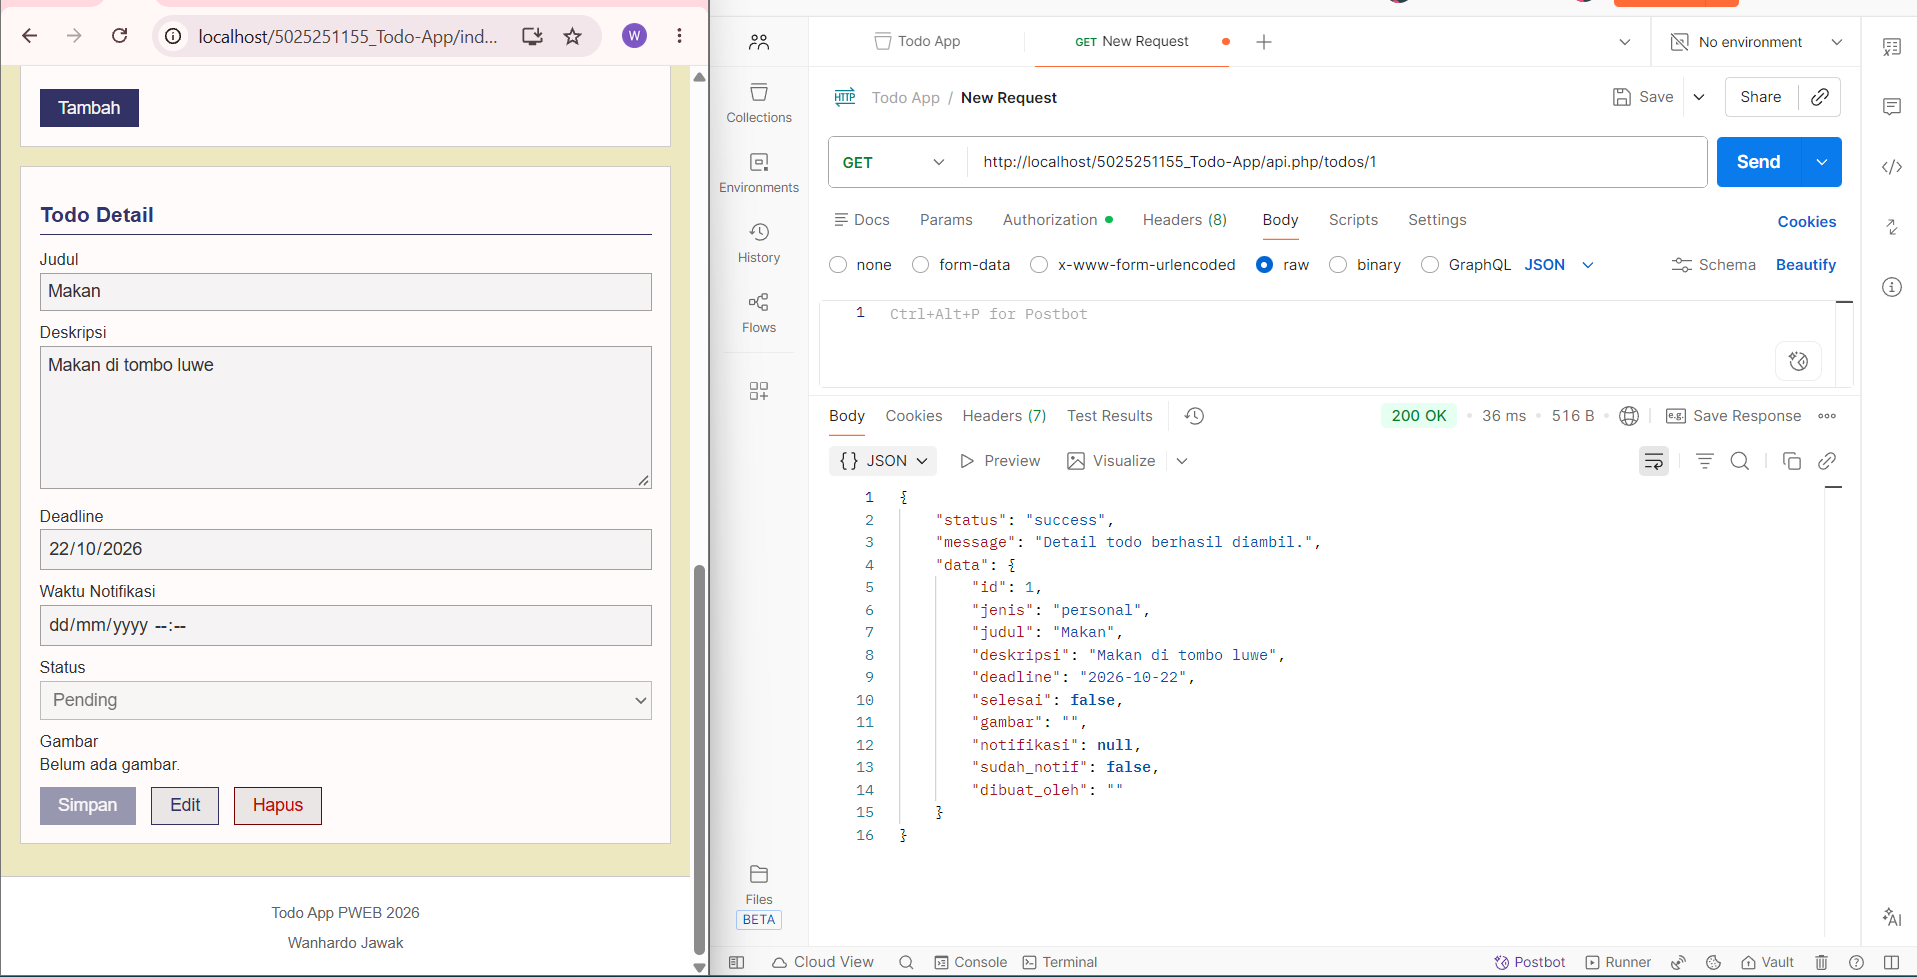 localhost/5025251155_Todo-App/ind...
W
Tambah
Todo Detail
Judul
Makan
Deskripsi
Makan di tombo luwe
Deadline
22/10/2026
Waktu Notifikasi
dd/mm/yyyy --:--
Status
Pending
Gambar
Belum ada gambar.
Simpan Edit Hapus
Todo App PWEB 2026
Wanhardo Jawak
Collections
Environments
History
Flows
Files
BETA
Todo App GET New Request No environment
HTTP Todo App / New Request Save Share
GET http://localhost/5025251155_Todo-App/api.php/todos/1 Send
Docs Params Authorization Headers (8) Body Scripts Settings Cookies
none form-data x-www-form-urlencoded raw binary GraphQL JSON Schema Beautify
1 Ctrl+Alt+P for Postbot
Body Cookies Headers (7) Test Results 200 OK 36 ms 516 B e.g. Save Response
{} JSON Preview Visualize
1 {
2 "status": "success",
3 "message": "Detail todo berhasil diambil.",
4 "data": {
5 "id": 1,
6 "jenis": "personal",
7 "judul": "Makan",
8 "deskripsi": "Makan di tombo luwe",
9 "deadline": "2026-10-22",
10 "selesai": false,
11 "gambar": "",
12 "notifikasi": null,
13 "sudah_notif": false,
14 "dibuat_oleh": ""
15 }
16 }
AI
Cloud View Console Terminal Postbot Runner Vault